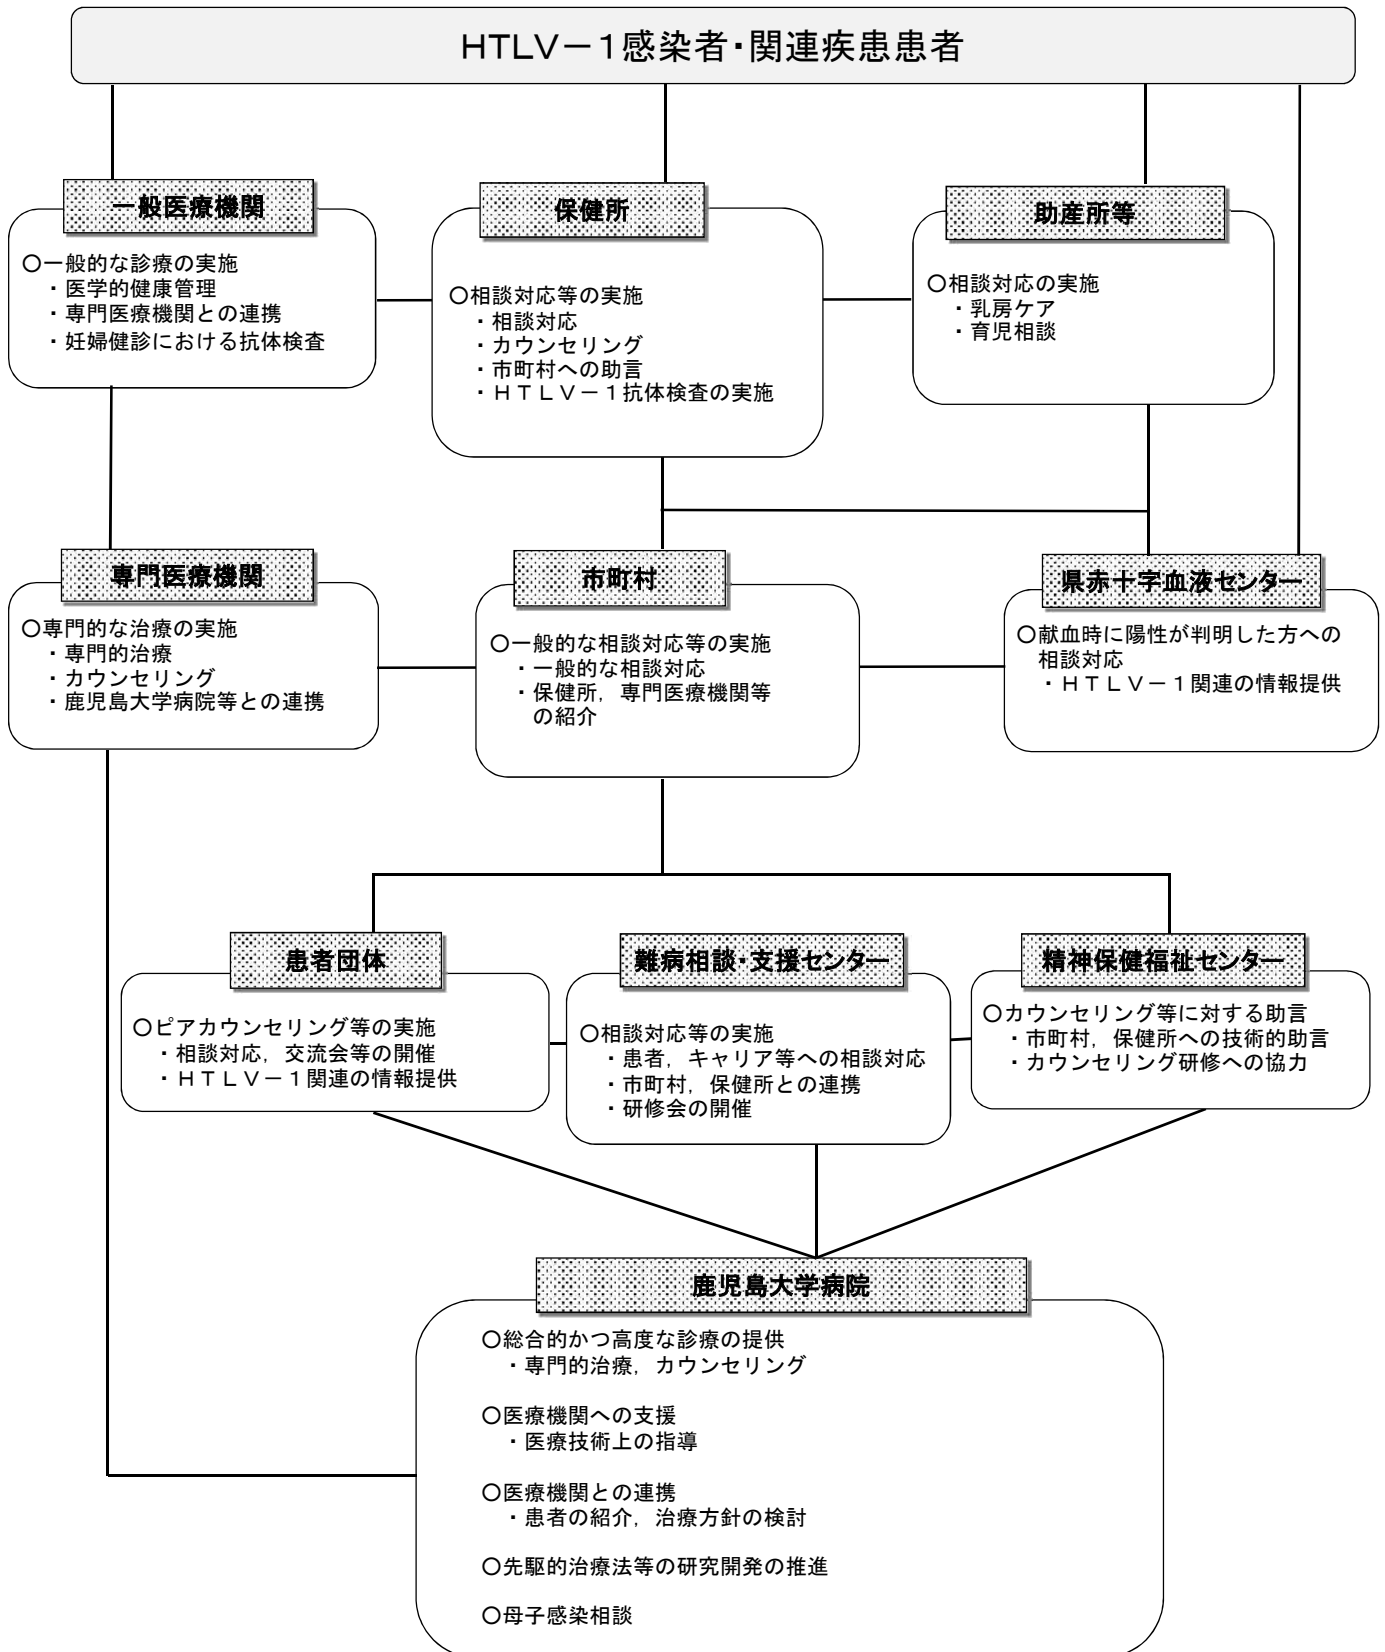 HTLV-1感染者・関連疾患患者
一般医療機関
○一般的な診療の実施
・医学的健康管理
・専門医療機関との連携
・妊婦健診における抗体検査
保健所
○相談対応等の実施
・相談対応
・カウンセリング
・市町村への助言
・HTLV-1抗体検査の実施
助産所等
○相談対応の実施
・乳房ケア
・育児相談
専門医療機関
○専門的な治療の実施
・専門的治療
・カウンセリング
・鹿児島大学病院等との連携
市町村
○一般的な相談対応等の実施
・一般的な相談対応
・保健所，専門医療機関等
の紹介
県赤十字血液センター
○献血時に陽性が判明した方への
相談対応
・HTLV-1関連の情報提供
患者団体
○ピアカウンセリング等の実施
・相談対応，交流会等の開催
・HTLV-1関連の情報提供
難病相談・支援センター
○相談対応等の実施
・患者，キャリア等への相談対応
・市町村，保健所との連携
・研修会の開催
精神保健福祉センター
○カウンセリング等に対する助言
・市町村，保健所への技術的助言
・カウンセリング研修への協力
鹿児島大学病院
○総合的かつ高度な診療の提供
・専門的治療，カウンセリング
○医療機関への支援
・医療技術上の指導
○医療機関との連携
・患者の紹介，治療方針の検討
○先駆的治療法等の研究開発の推進
○母子感染相談